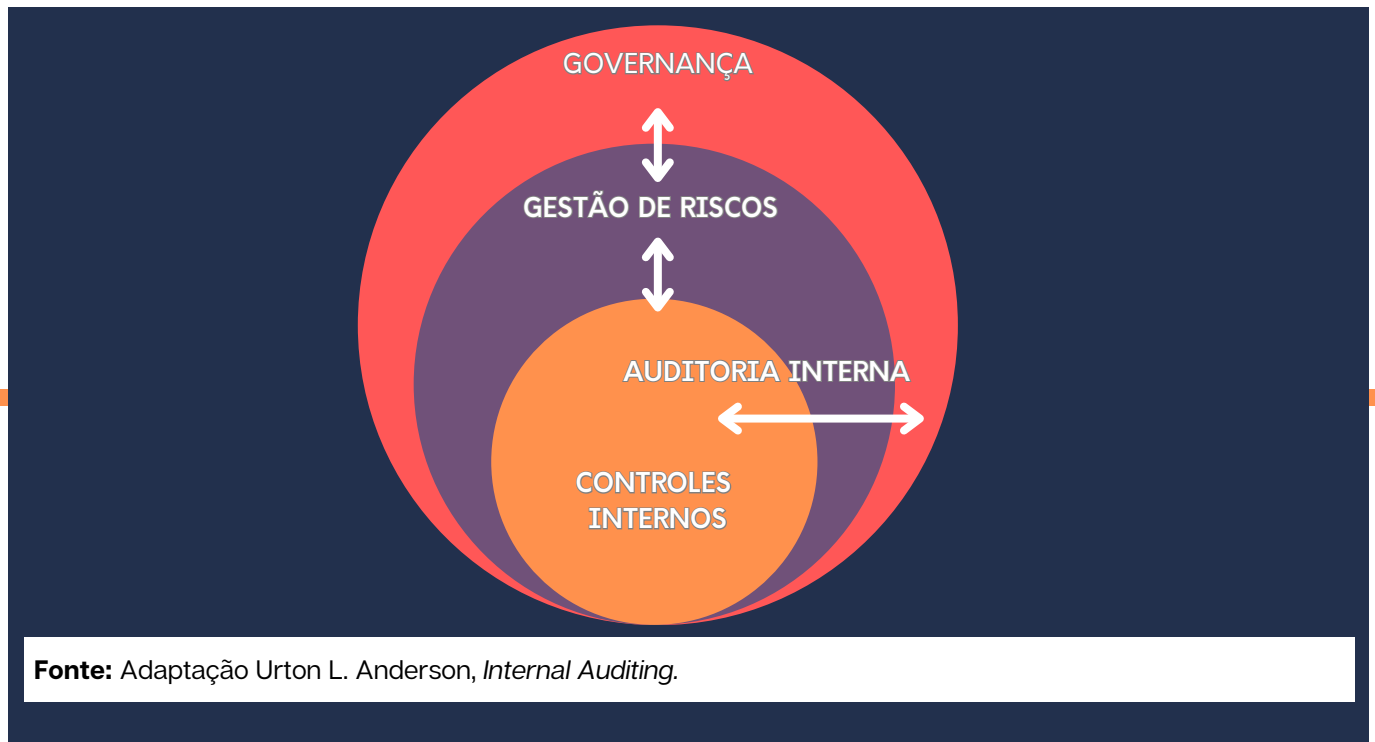 GOVERNANÇA
GESTÃO DE RISCOS
AUDITORIA INTERNA
CONTROLES
INTERNOS
Fonte: Adaptação Urton L. Anderson, Internal Auditing.